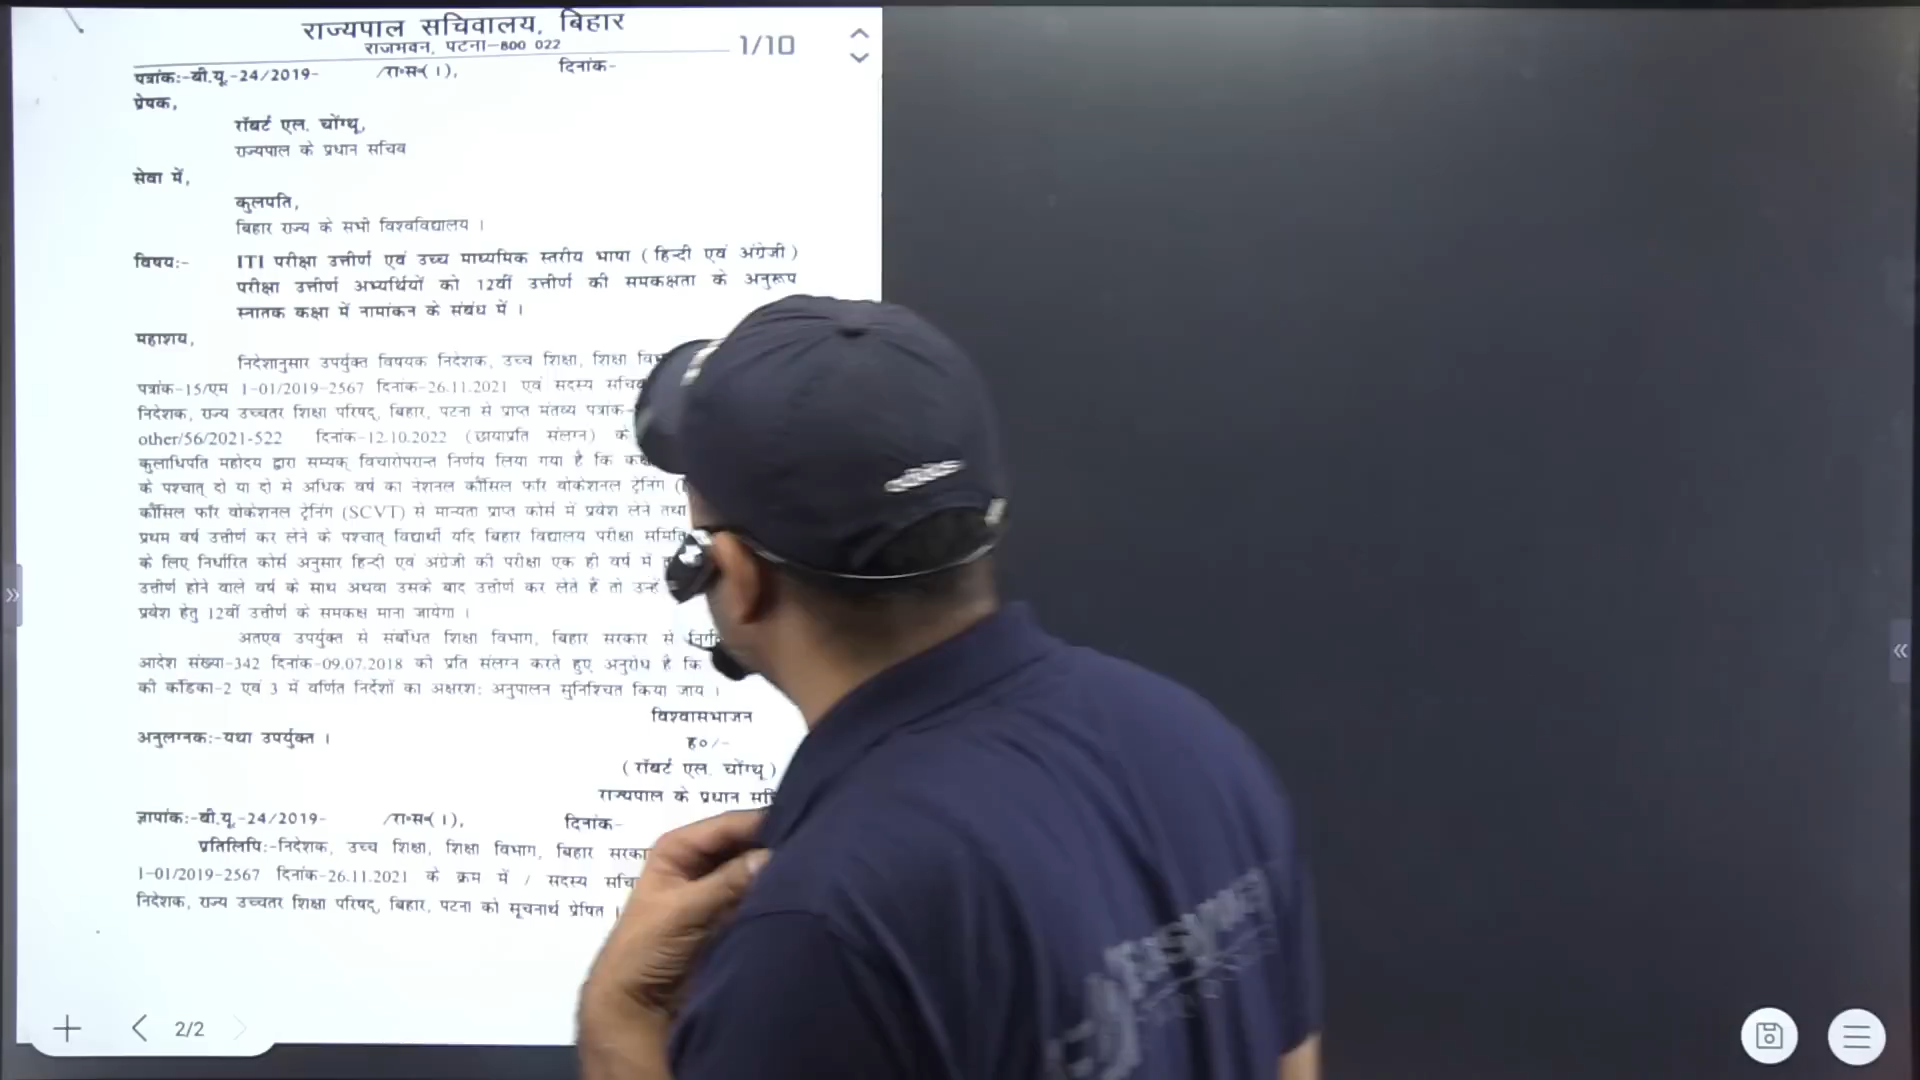 राज्यपाल सचिवालय, बिहार
राजभवन, पटना-800 022
1/10
पत्रांक:-बी.यू.-24/2019- /रा०स०(I), दिनांक-
प्रेषक,
रॉबर्ट एल. चोंग्थू,
राज्यपाल के प्रधान सचिव
सेवा में,
कुलपति,
बिहार राज्य के सभी विश्वविद्यालय ।
विषय:- ITI परीक्षा उत्तीर्ण एवं उच्च माध्यमिक स्तरीय भाषा (हिन्दी एवं अंग्रेजी)
परीक्षा उत्तीर्ण अभ्यर्थियों को 12वीं उत्तीर्ण की समकक्षता के अनुरूप
स्नातक कक्षा में नामांकन के संबंध में ।
महाशय,
निदेशानुसार उपर्युक्त विषयक निदेशक, उच्च शिक्षा, शिक्षा
पत्रांक-15/एम 1-01/2019-2567 दिनांक-26.11.2021 एवं सदस्य
निदेशक, राज्य उच्चतर शिक्षा परिषद्, बिहार, पटना से प्राप्त मंतव्य पत्रांक-
other/56/2021-522 दिनांक-12.10.2022 (छायाप्रति संलग्न) के
कुलाधिपति महोदय द्वारा सम्यक् विचारोपरान्त निर्णय लिया गया है कि
के पश्चात् दो या दो से अधिक वर्ष का नेशनल कौंसिल फॉर वोकेशनल ट्रेनिंग (
कौंसिल फॉर वोकेशनल ट्रेनिंग (SCVT) से मान्यता प्राप्त कोर्स में प्रवेश लेने तथा
प्रथम वर्ष उत्तीर्ण कर लेने के पश्चात् विद्यार्थी यदि बिहार विद्यालय परीक्षा समिति
के लिए निर्धारित कोर्स अनुसार हिन्दी एवं अंग्रेजी की परीक्षा एक ही वर्ष में
उत्तीर्ण होने वाले वर्ष के साथ अथवा उसके बाद उत्तीर्ण कर लेते हैं तो उन्हें
प्रवेश हेतु 12वीं उत्तीर्ण के समकक्ष माना जायेगा ।
अतएव उपर्युक्त से संबंधित शिक्षा विभाग, बिहार सरकार से
आदेश संख्या-342 दिनांक-09.07.2018 की प्रति संलग्न करते हुए अनुरोध है कि
की कंडिका-2 एवं 3 में वर्णित निर्देशों का अक्षरश: अनुपालन सुनिश्चित किया जाय ।
विश्वासभाजन
अनुलग्नक:-यथा उपर्युक्त ।
ह०/-
(रॉबर्ट एल. चोंग्थू)
राज्यपाल के प्रधान
ज्ञापांक:-बी.यू.-24/2019- /रा०स०(I), दिनांक-
प्रतिलिपि:-निदेशक, उच्च शिक्षा, शिक्षा विभाग, बिहार
1-01/2019-2567 दिनांक-26.11.2021 के क्रम में / सदस्य
निदेशक, राज्य उच्चतर शिक्षा परिषद्, बिहार, पटना को सूचनार्थ प्रेषित ।
2/2